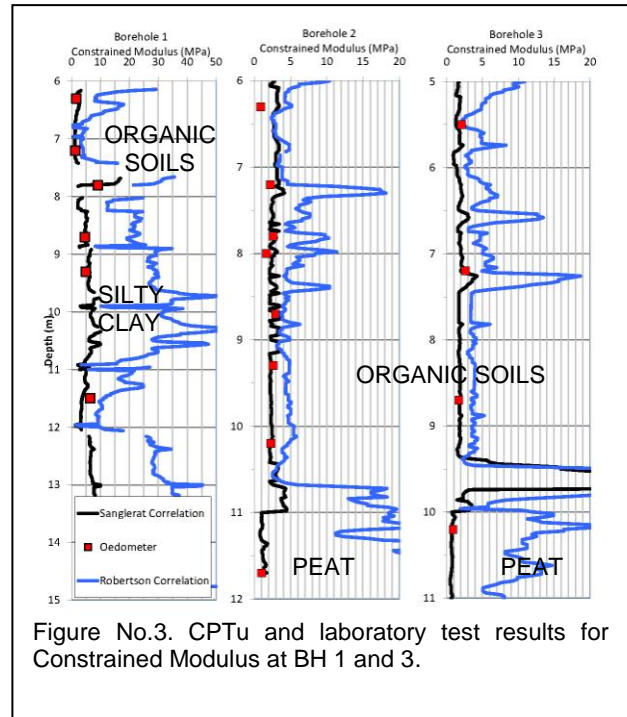 Borehole 1
Constrained Modulus (MPa)
0 10 20 30 40 50
Borehole 2
Constrained Modulus (MPa)
0 5 10 15 20
Borehole 3
Constrained Modulus (MPa)
0 5 10 15 20
Depth (m)
6
7
8
9
10
11
12
13
14
15
6
7
8
9
10
11
12
5
6
7
8
9
10
11
ORGANIC
SOILS
SILTY
CLAY
ORGANIC SOILS
PEAT
PEAT
Sanglerat Correlation
Oedometer
Robertson Correlation
Figure No.3. CPTu and laboratory test results for
Constrained Modulus at BH 1 and 3.